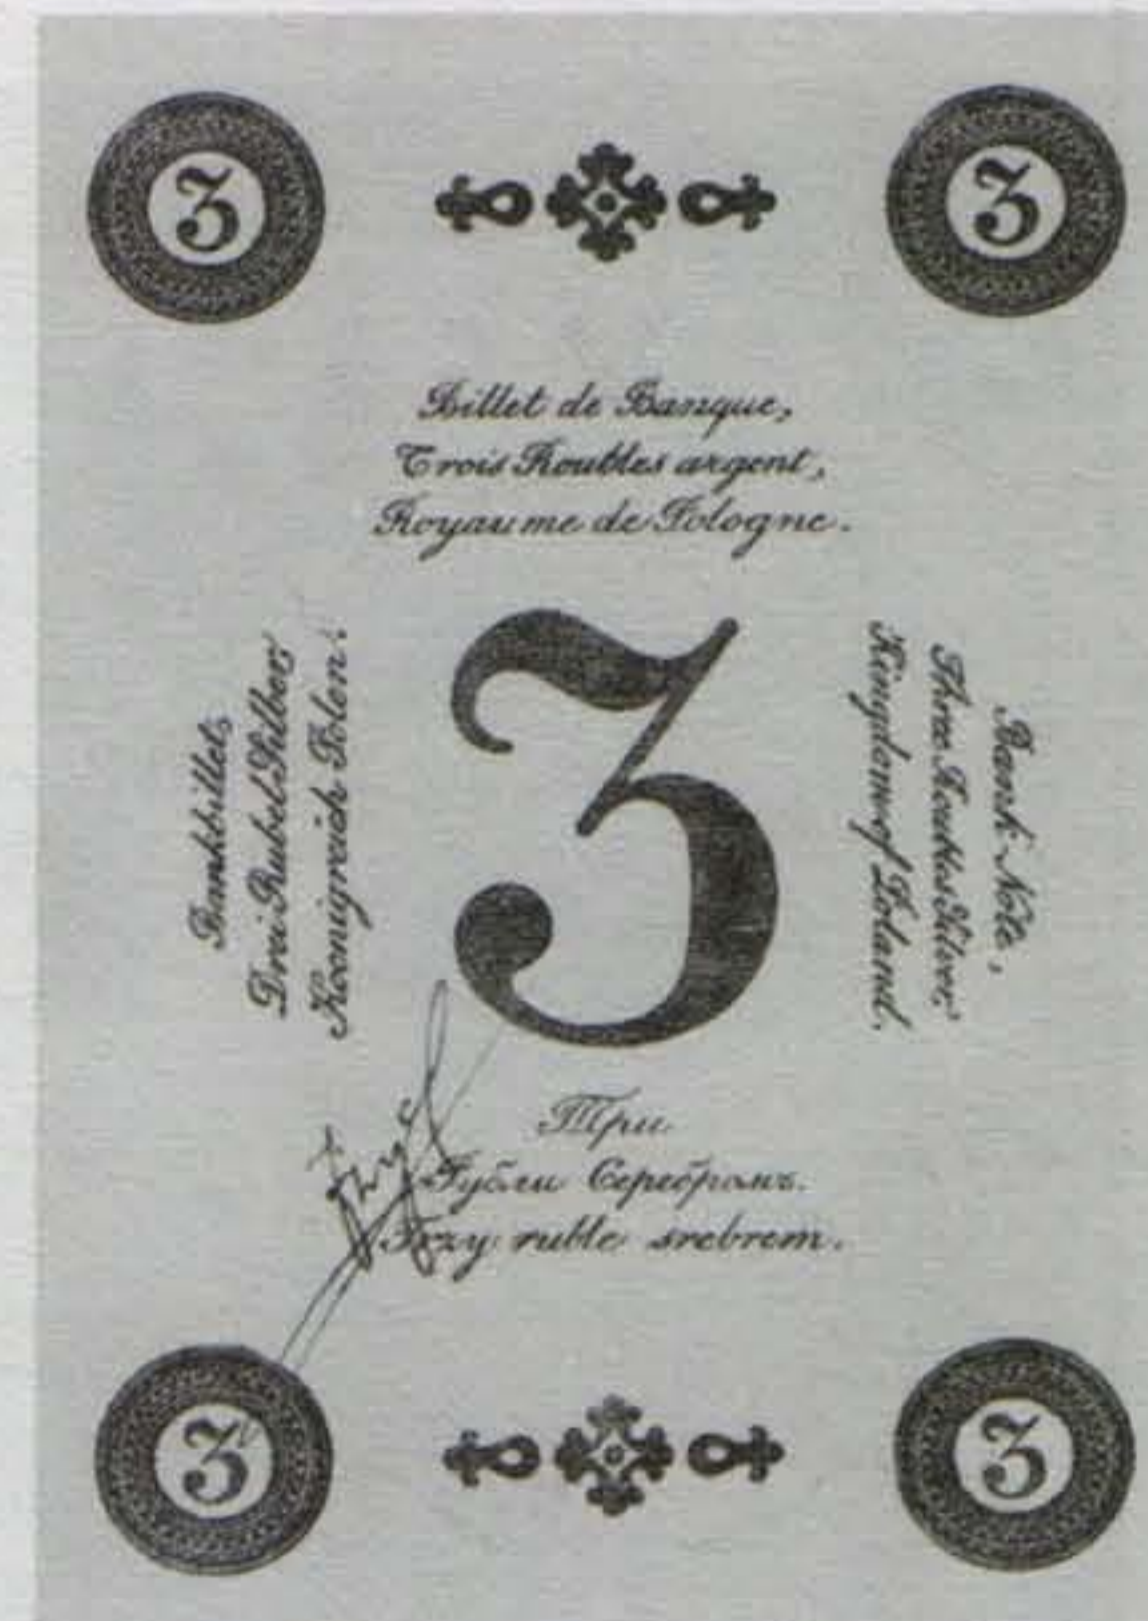 3
3
Billet de Banque,
Trois Roubles argent,
Royaume de Pologne.
Bankbillet,
Drei Rubel Silber,
Koenigreich Polen.
3
Bank-Note,
Three Roubles Silver,
Kingdom of Poland.
Три
Рубли Серебромъ.
Trzy ruble srebrem.
3
3